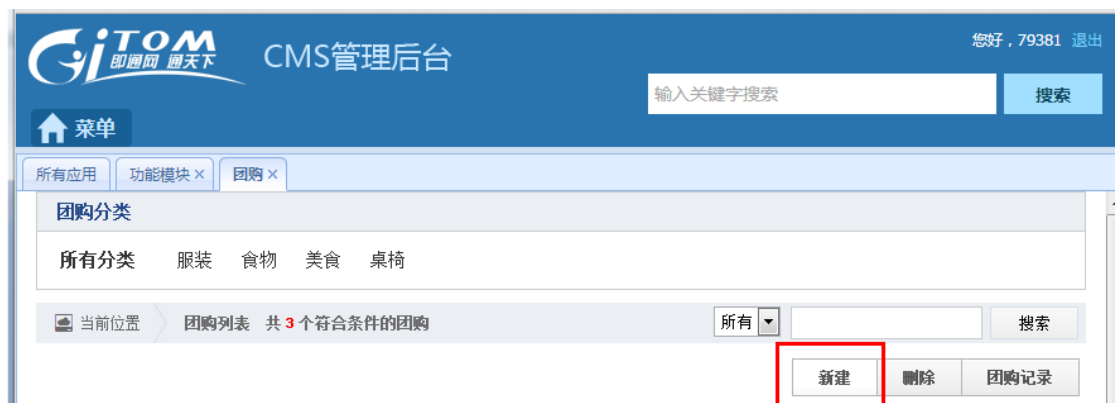 GiTOM
即通网 通天下
CMS管理后台
您好，79381 退出
输入关键字搜索 搜索
菜单
所有应用 功能模块 × 团购 ×
团购分类
所有分类 服装 食物 美食 桌椅
当前位置 团购列表 共 3 个符合条件的团购 所有 搜索
新建 删除 团购记录